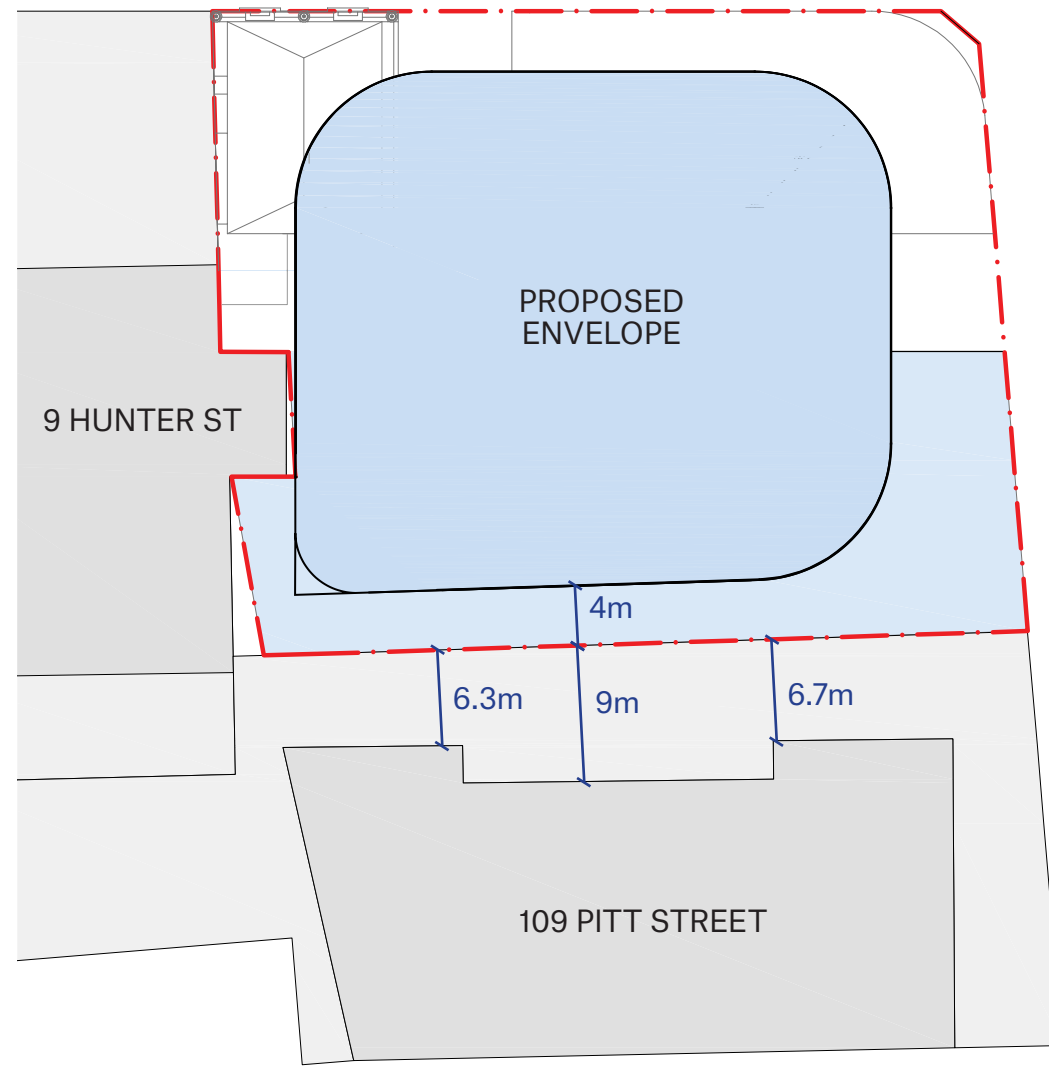 PROPOSED
ENVELOPE
9 HUNTER ST
4m
6.3m
9m
6.7m
109 PITT STREET